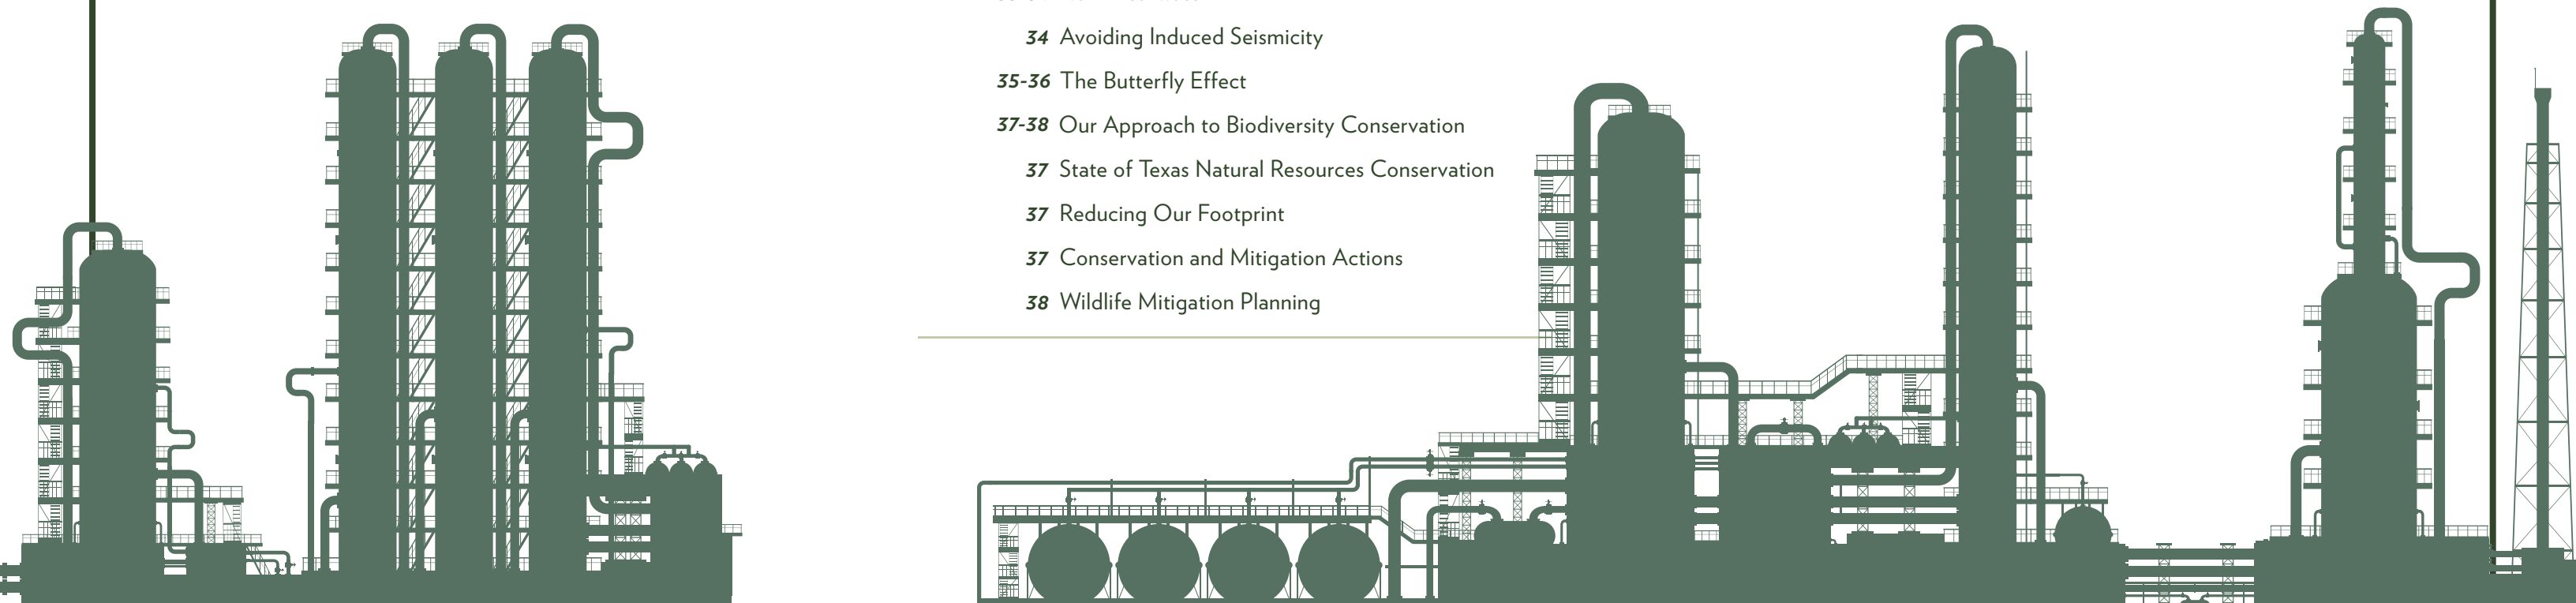 34 Avoiding Induced Seismicity
35-36 The Butterfly Effect
37-38 Our Approach to Biodiversity Conservation
37 State of Texas Natural Resources Conservation
37 Reducing Our Footprint
37 Conservation and Mitigation Actions
38 Wildlife Mitigation Planning